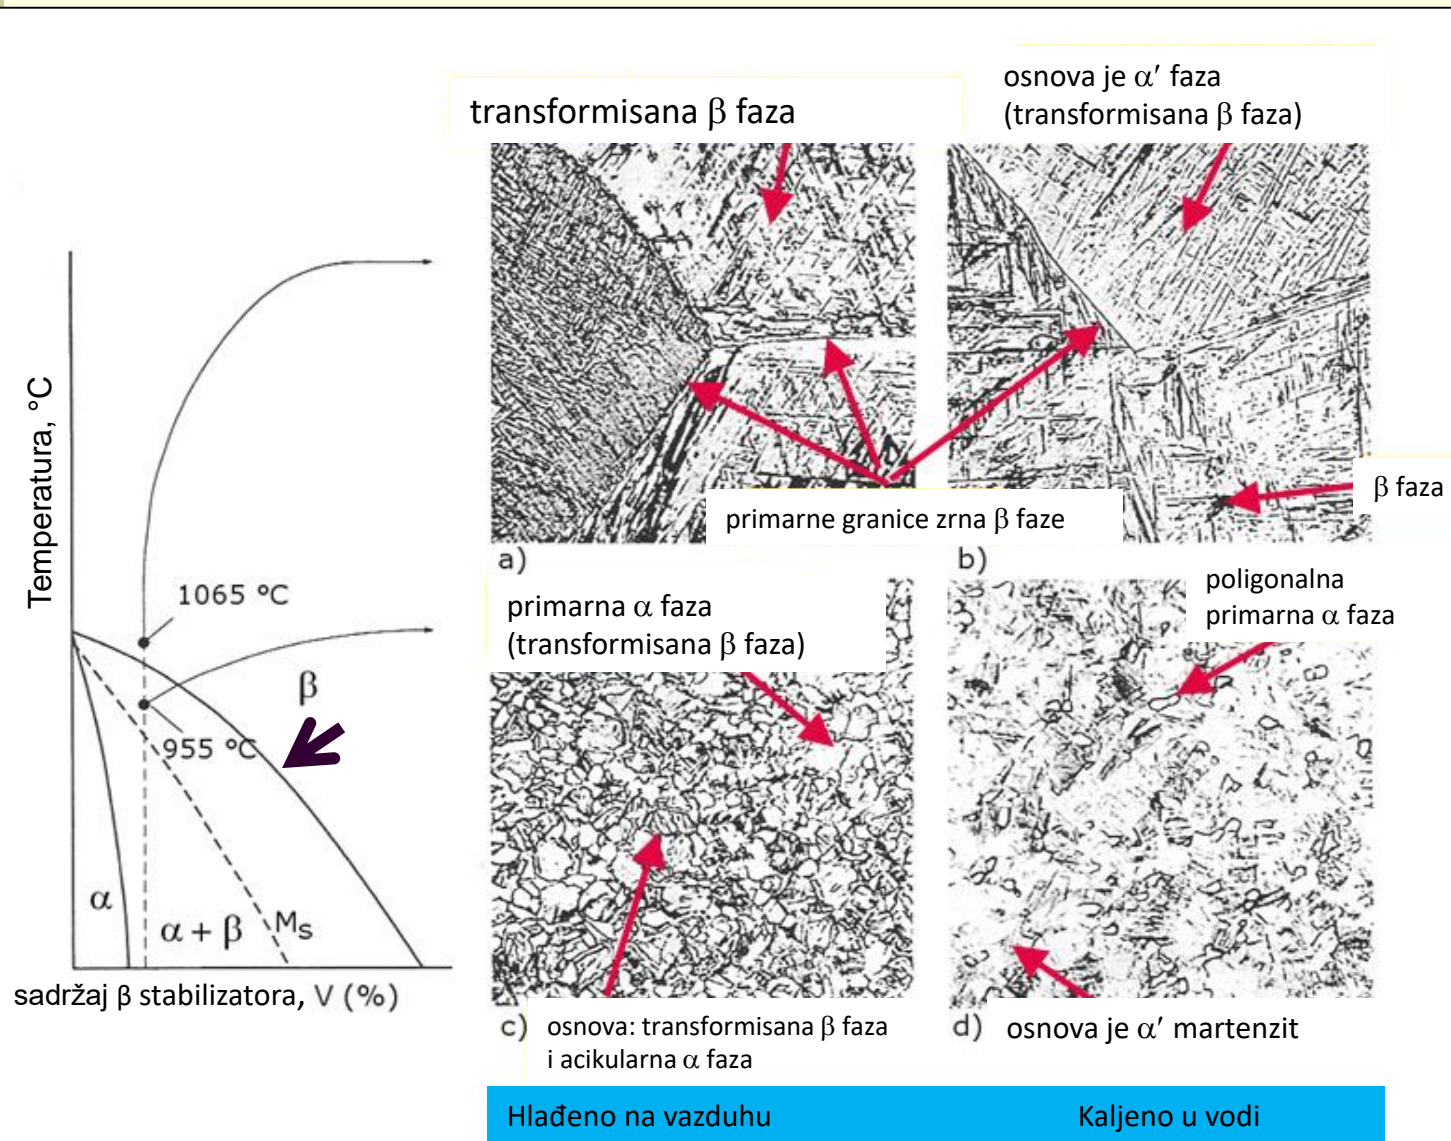 transformisana β faza
osnova je α′ faza
(transformisana β faza)
Temperatura, °C
1065 °C
955 °C
β
α
α + β
Ms
sadržaj β stabilizatora, V (%)
primarne granice zrna β faze
β faza
a)
b)
primarna α faza
(transformisana β faza)
poligonalna
primarna α faza
c)
osnova: transformisana β faza
i acikularna α faza
d)
osnova je α′ martenzit
Hlađeno na vazduhu
Kaljeno u vodi